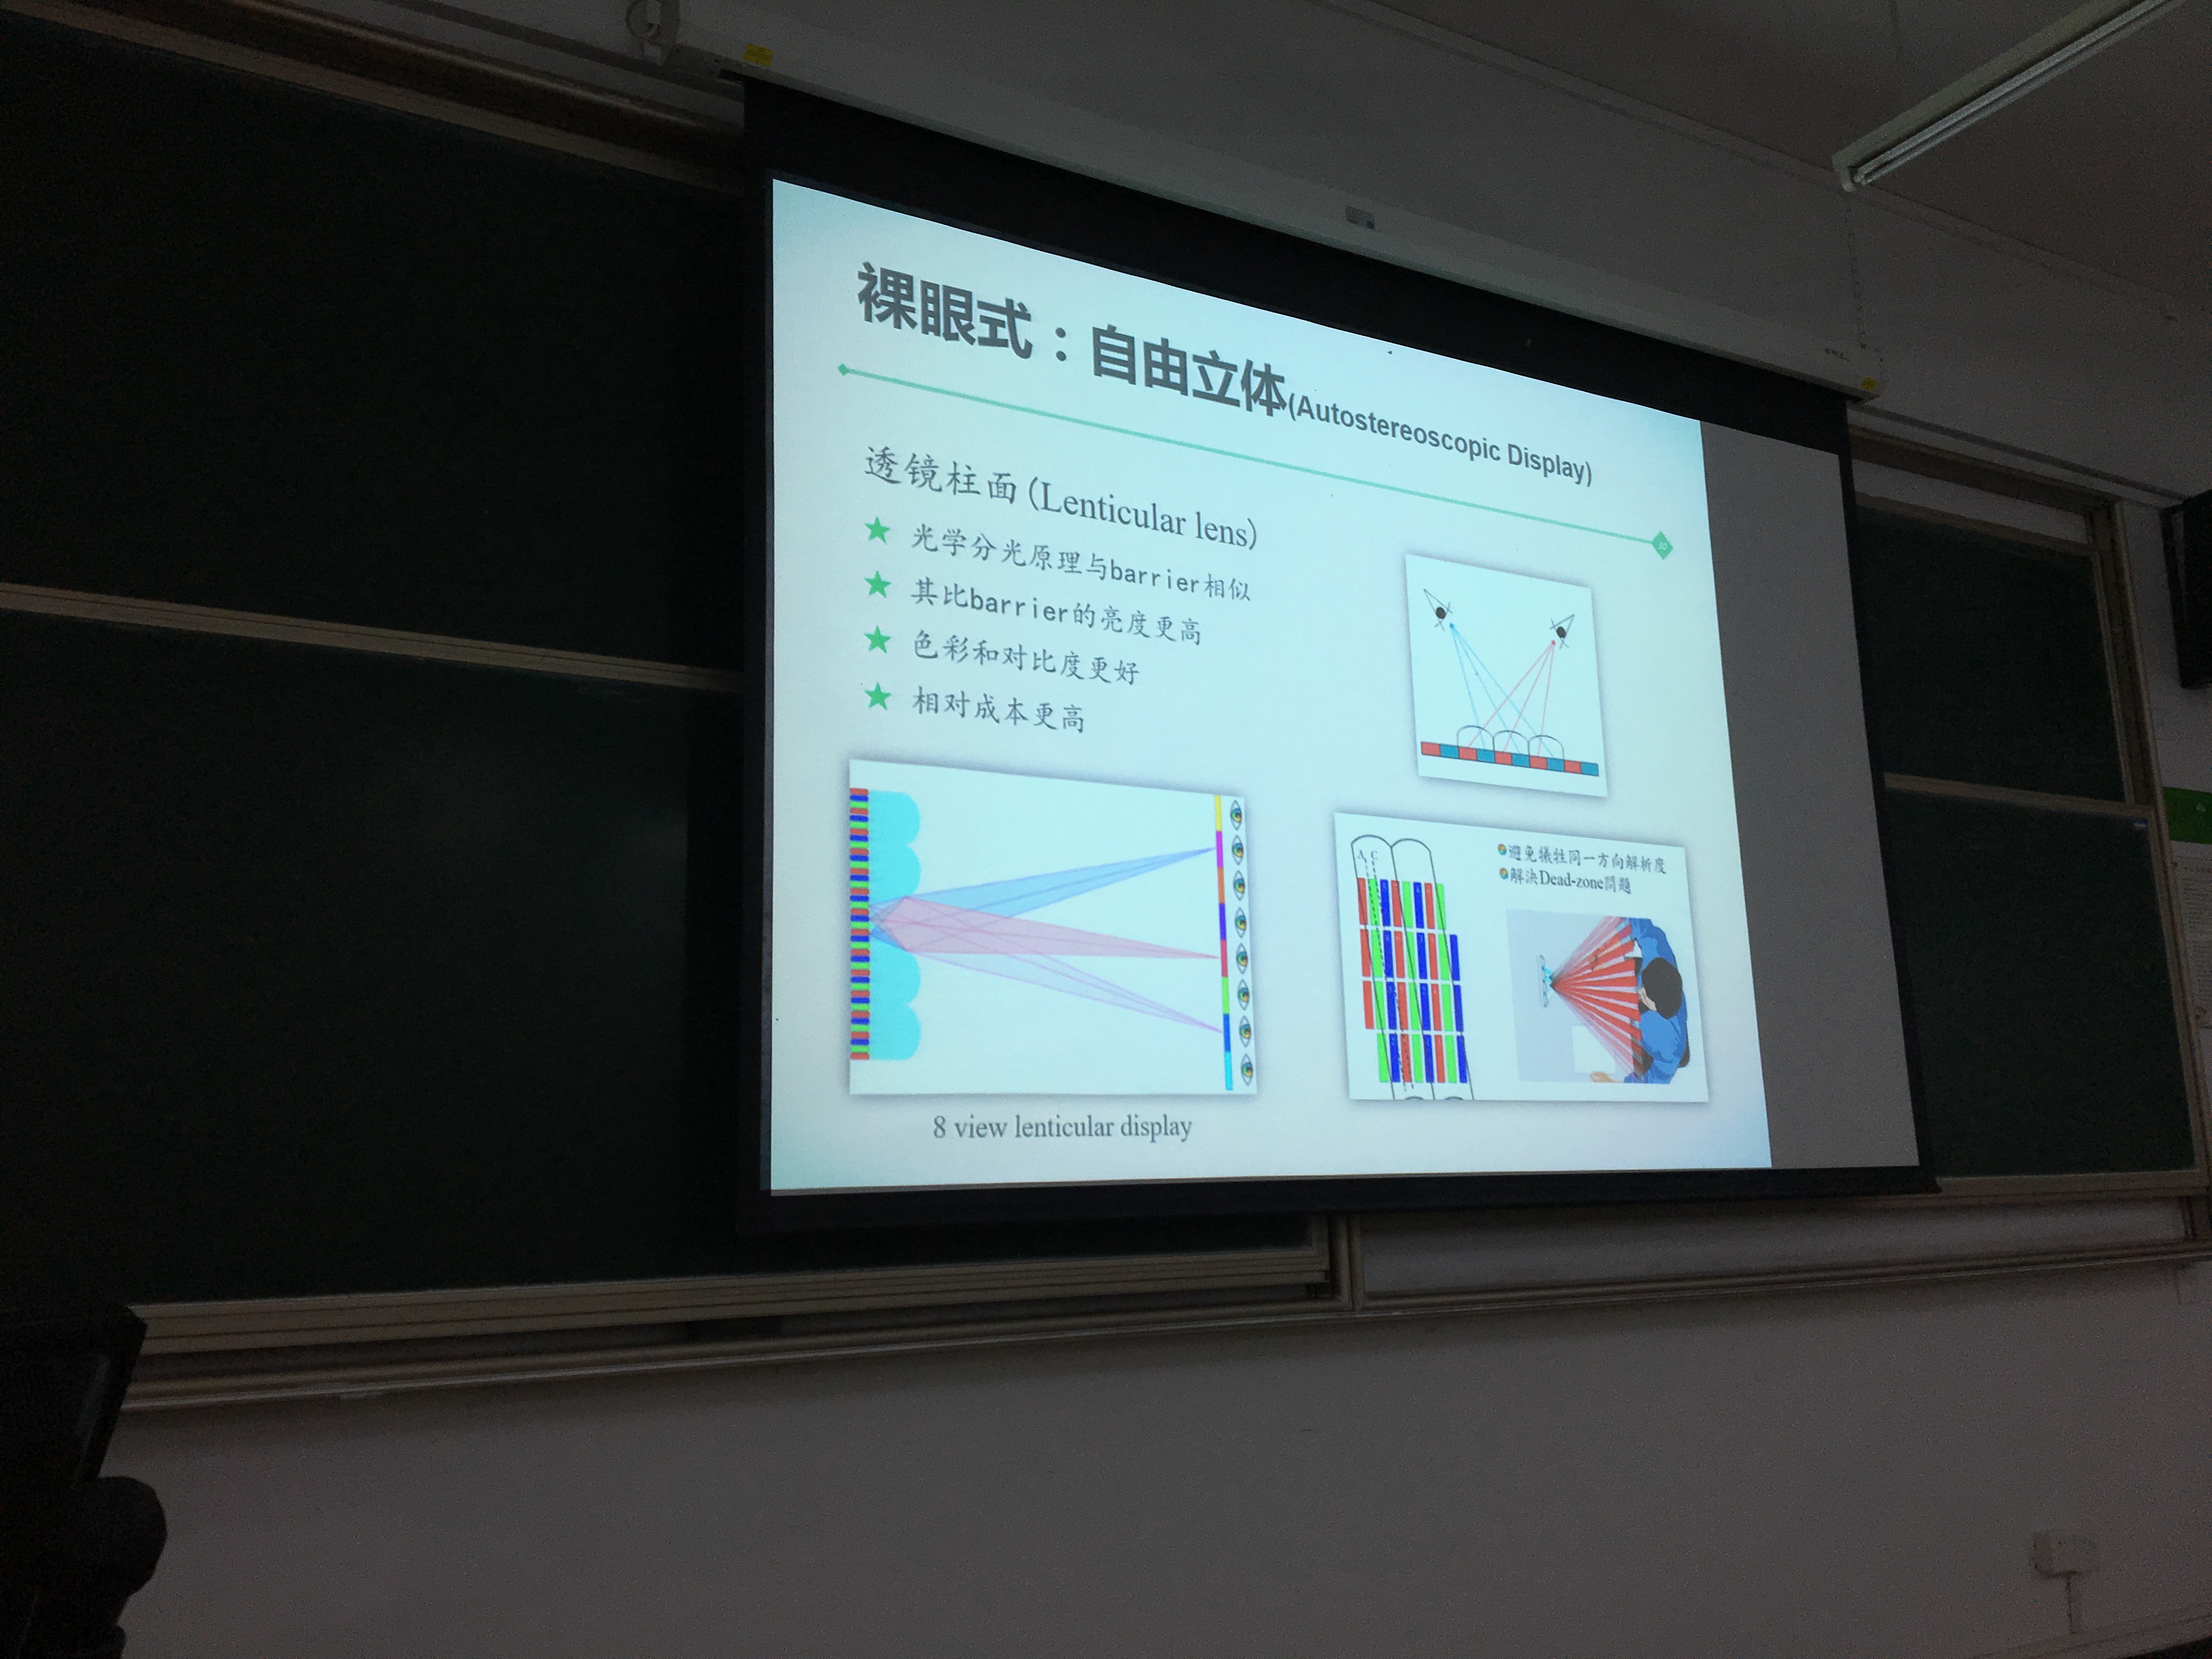 裸眼式：自由立体(Autostereoscopic Display)
透镜柱面(Lenticular lens)
光学分光原理与barrier相似
其比barrier的亮度更高
色彩和对比度更好
相对成本更高
A C
避免犠牲同一方向解析度
解決Dead-zone問題
8 view lenticular display